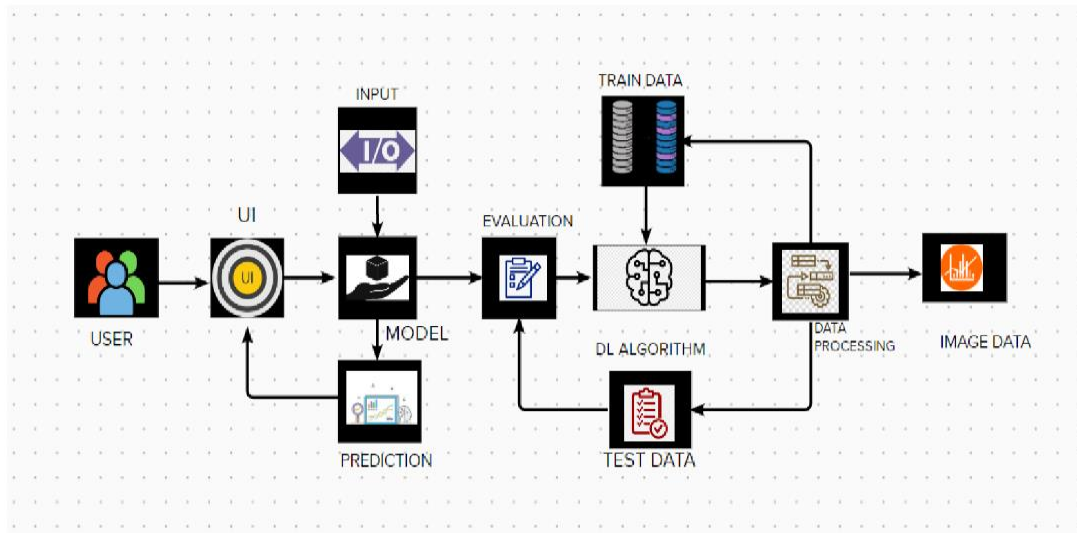 TRAIN DATA
INPUT
I/O
UI
EVALUATION
UI
USER
MODEL
DL ALGORITHM
DATA
PROCESSING
IMAGE DATA
PREDICTION
TEST DATA